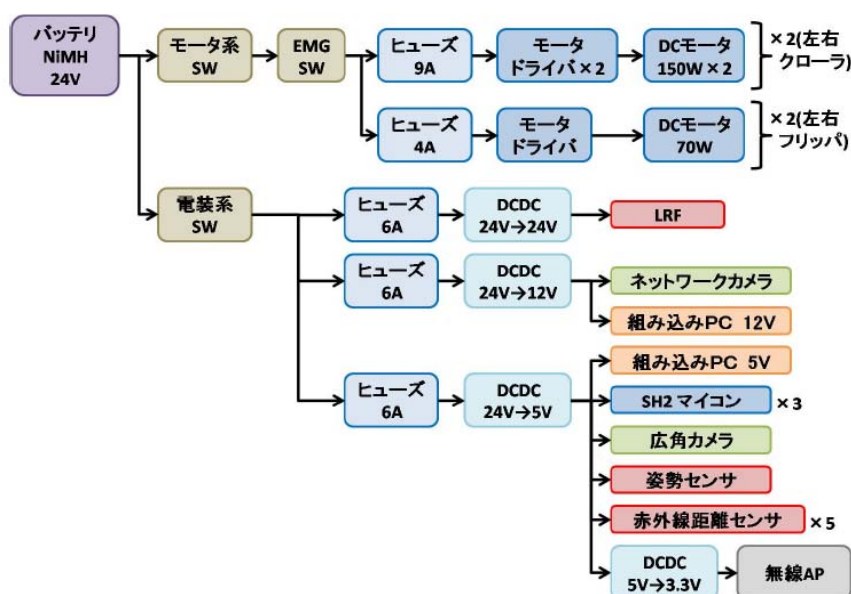 バッテリ
NiMH
24V
モータ系
SW
EMG
SW
ヒューズ
9A
モータ
ドライバ×2
DCモータ
150W×2
×2(左右
クローラ)
ヒューズ
4A
モータ
ドライバ
DCモータ
70W
×2(左右
フリッパ)
電装系
SW
ヒューズ
6A
DCDC
24V→24V
LRF
ヒューズ
6A
DCDC
24V→12V
ネットワークカメラ
組み込みPC 12V
ヒューズ
6A
DCDC
24V→5V
組み込みPC 5V
SH2 マイコン ×3
広角カメラ
姿勢センサ
赤外線距離センサ ×5
DCDC
5V→3.3V
無線AP